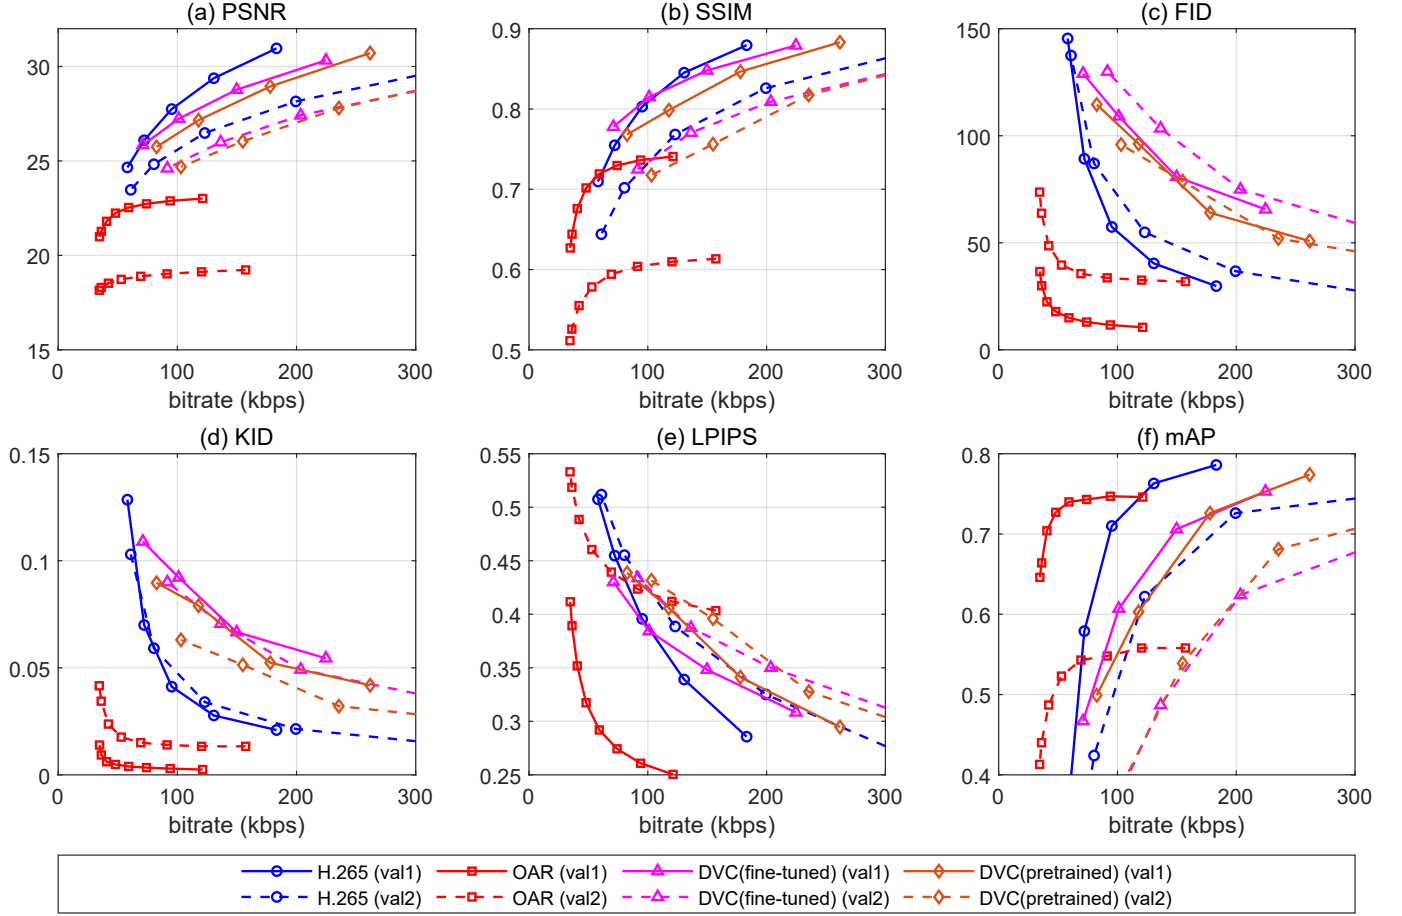 (a) PSNR
30
25
20
15
0 100 200 300
bitrate (kbps)
(b) SSIM
0.9
0.8
0.7
0.6
0.5
0 100 200 300
bitrate (kbps)
(c) FID
150
100
50
0
0 100 200 300
bitrate (kbps)
(d) KID
0.15
0.1
0.05
0
0 100 200 300
bitrate (kbps)
(e) LPIPS
0.55
0.5
0.45
0.4
0.35
0.3
0.25
0 100 200 300
bitrate (kbps)
(f) mAP
0.8
0.7
0.6
0.5
0.4
0 100 200 300
bitrate (kbps)
H.265 (val1) OAR (val1) DVC(fine-tuned) (val1) DVC(pretrained) (val1)
H.265 (val2) OAR (val2) DVC(fine-tuned) (val2) DVC(pretrained) (val2)